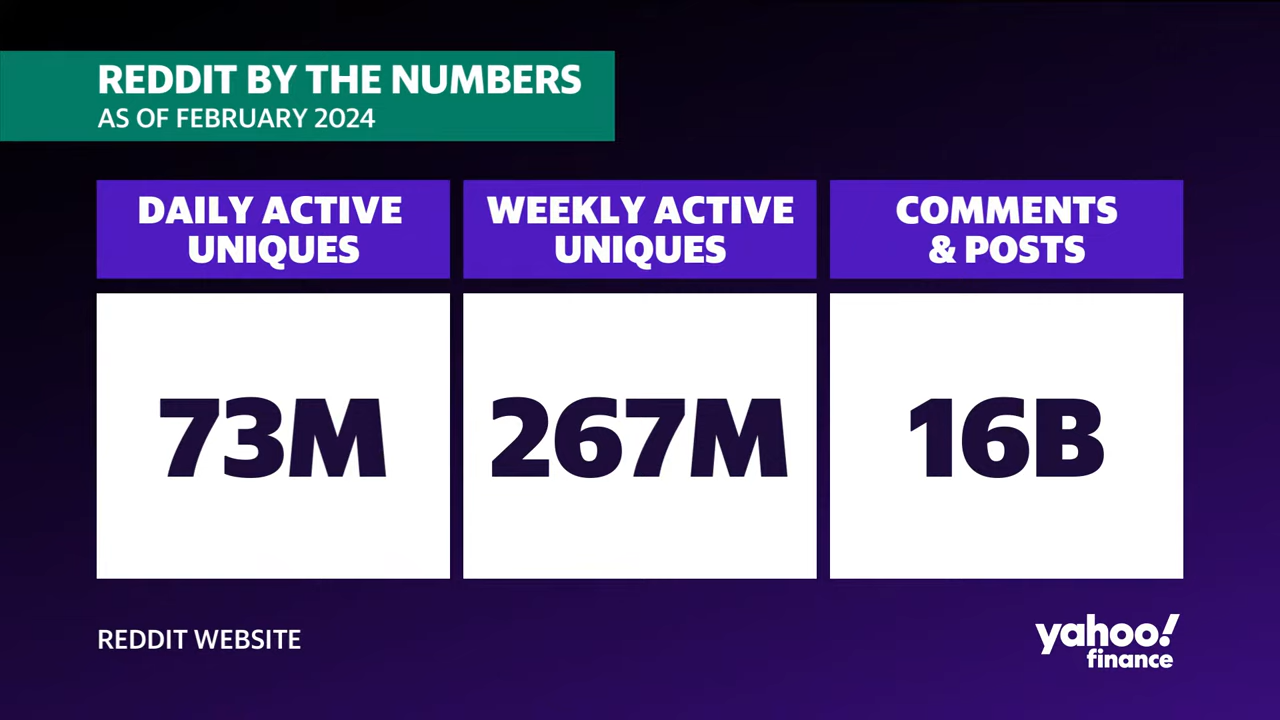 REDDIT BY THE NUMBERS
AS OF FEBRUARY 2024
DAILY ACTIVE
UNIQUES
WEEKLY ACTIVE
UNIQUES
COMMENTS
& POSTS
73M
267M
16B
REDDIT WEBSITE
yahoo!
finance